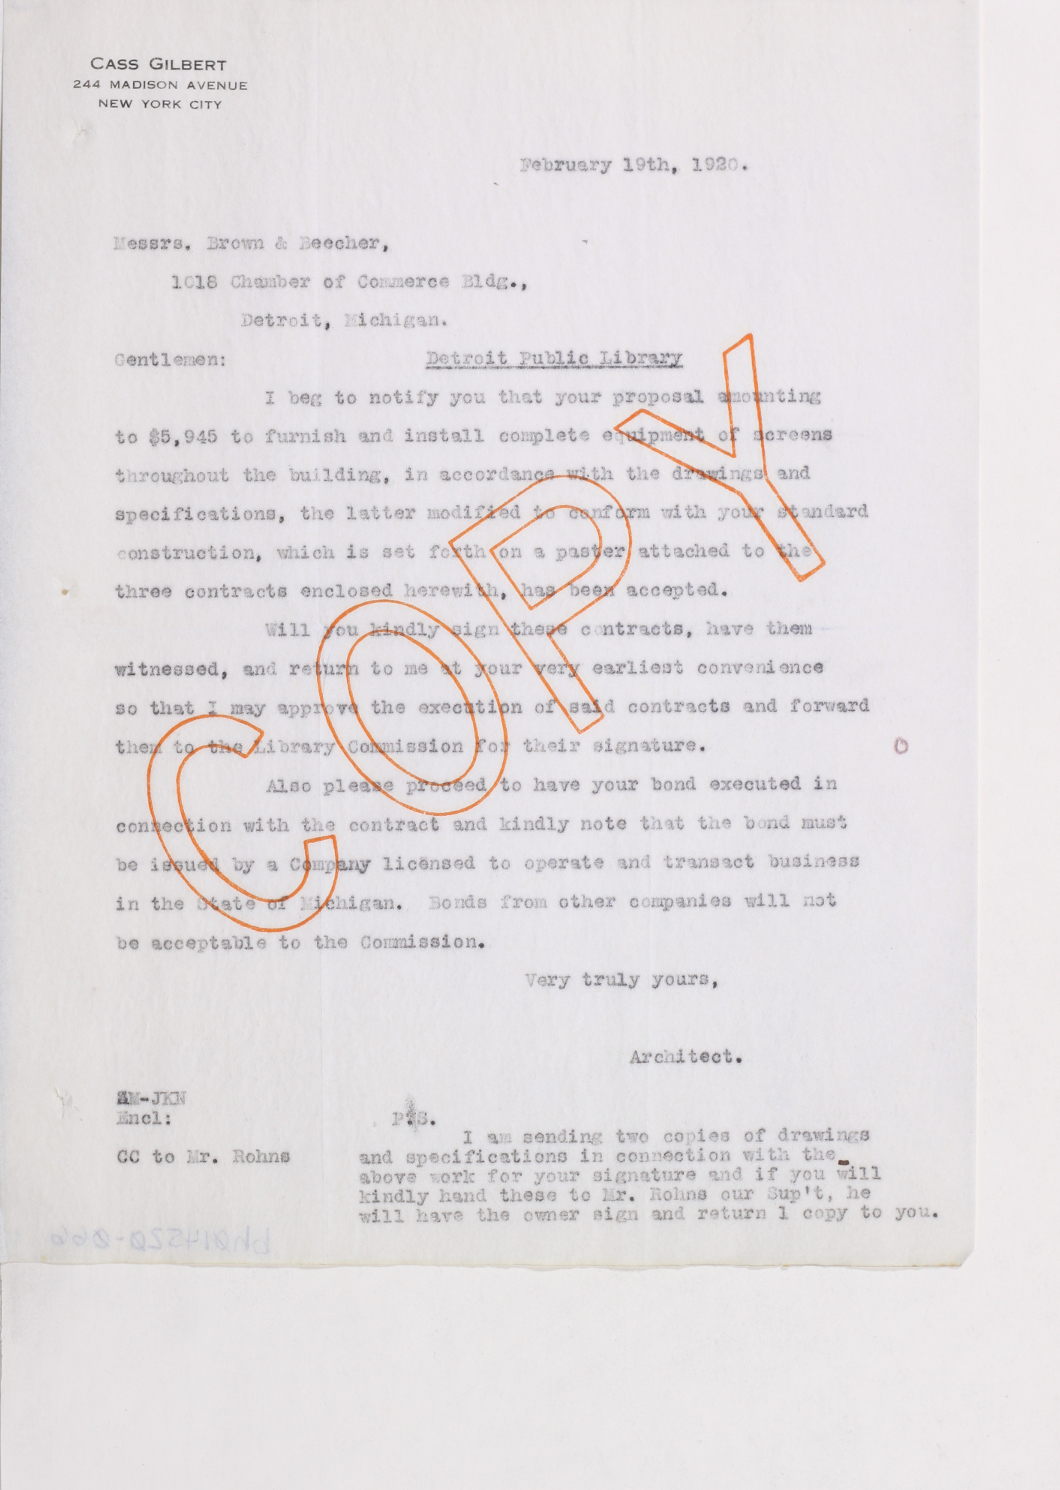 CASS GILBERT
244 MADISON AVENUE
NEW YORK CITY
February 19th, 1920.
Messrs. Brown & Beecher,
1018 Chamber of Commerce Bldg.,
Detroit, Michigan.
Gentlemen: Detroit Public Library
I beg to notify you that your proposal amounting
to $5,945 to furnish and install complete equipment of screens
throughout the building, in accordance with the drawings and
specifications, the latter modified to conform with your standard
construction, which is set forth on a paster attached to the
three contracts enclosed herewith, has been accepted.
Will you kindly sign these contracts, have them
witnessed, and return to me at your very earliest convenience
so that I may approve the execution of said contracts and forward
them to the Library Commission for their signature.
Also please proceed to have your bond executed in
connection with the contract and kindly note that the bond must
be issued by a Company licensed to operate and transact business
in the State of Michigan. Bonds from other companies will not
be acceptable to the Commission.
Very truly yours,
Architect.
-JKW
Encl:
CC to Mr. Rohns
P.S.
I am sending two copies of drawings
and specifications in connection with the
above work for your signature and if you will
kindly hand these to Mr. Rohns our Sup't, he
will have the owner sign and return 1 copy to you.
COPY
bh014520-066